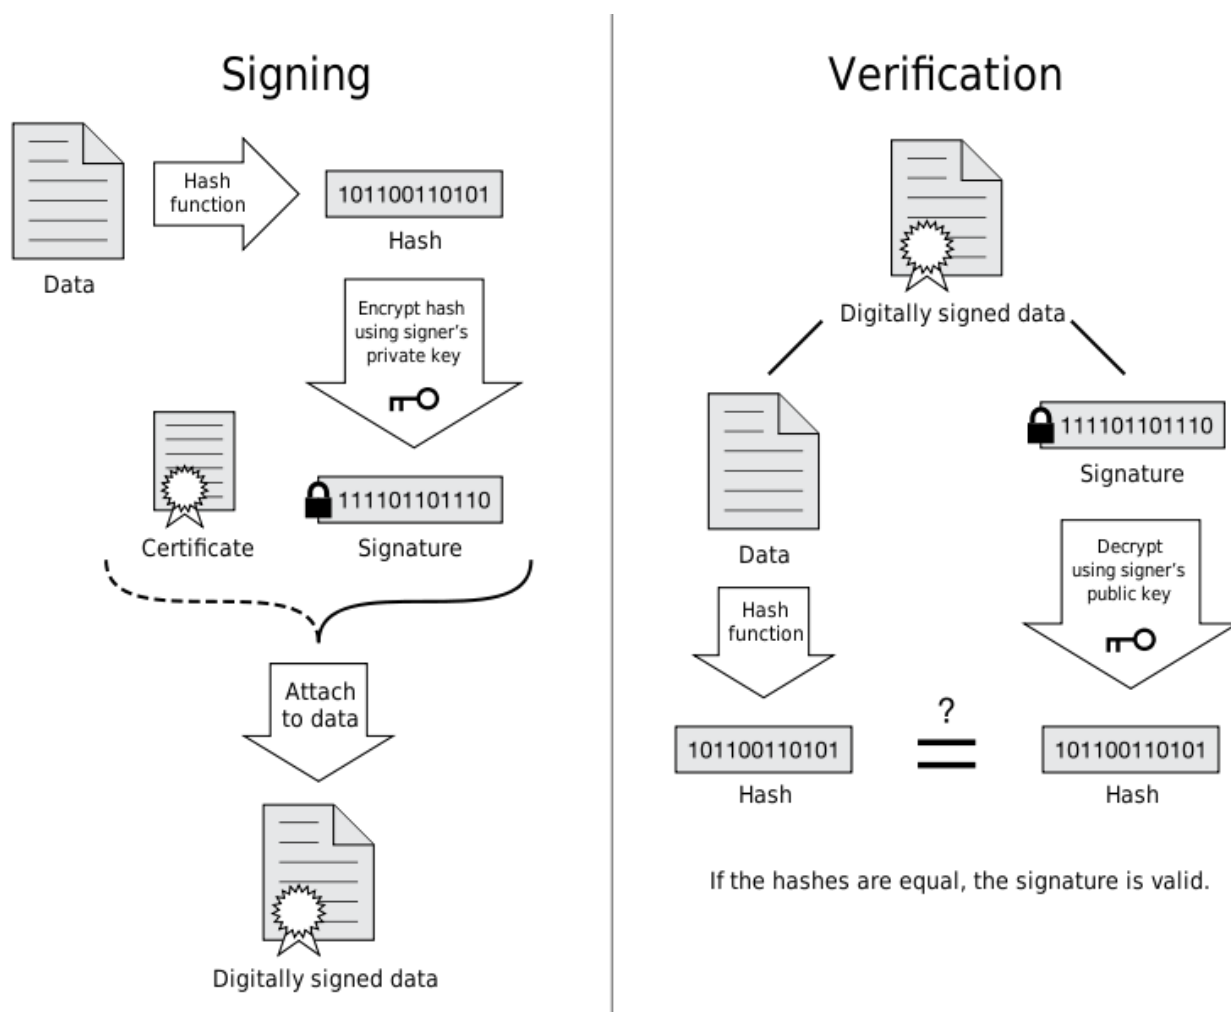 Signing
Hash
function
101100110101
Hash
Data
Encrypt hash
using signer's
private key
Certificate
111101101110
Signature
Attach
to data
Digitally signed data
Verification
Digitally signed data
Data
111101101110
Signature
Hash
function
Decrypt
using signer's
public key
101100110101
Hash
?
=
101100110101
Hash
If the hashes are equal, the signature is valid.